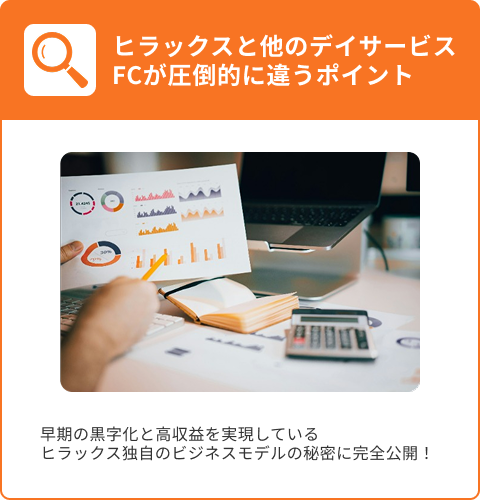 ヒラックスと他のデイサービス
FCが圧倒的に違うポイント
早期の黒字化と高収益を実現している
ヒラックス独自のビジネスモデルの秘密に完全公開！